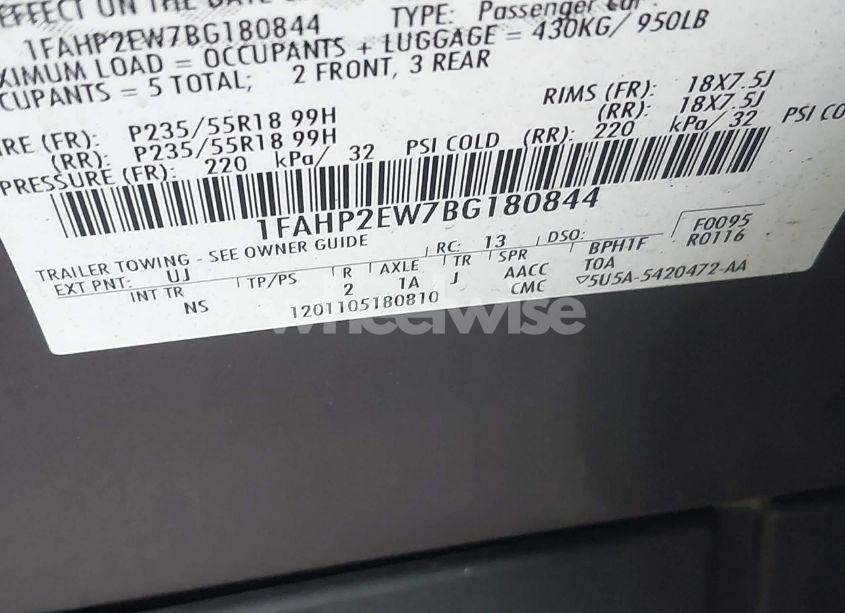 EFFECT ON THE DATE
1FAHP2EW7BG180844 TYPE: Passenger car
XIMUM LOAD = OCCUPANTS + LUGGAGE = 430KG/ 950LB
CUPANTS = 5 TOTAL; 2 FRONT, 3 REAR
RIMS (FR): 18X7.5J
IRE (FR): P235/55R18 99H (RR): 18X7.5J
(RR): P235/55R18 99H
PRESSURE (FR): 220 kPa/ 32 PSI COLD (RR): 220 kPa/ 32 PSI CO
1FAHP2EW7BG180844
TRAILER TOWING - SEE OWNER GUIDE RC: 13 DSO: F0095
EXT PNT: UJ R AXLE TR SPR BPH1F R0116
INT TR TP/PS 2 1A J AACC TOA
NS 1201105180810 CMC 5U5A-5420472-AA
wheelwise